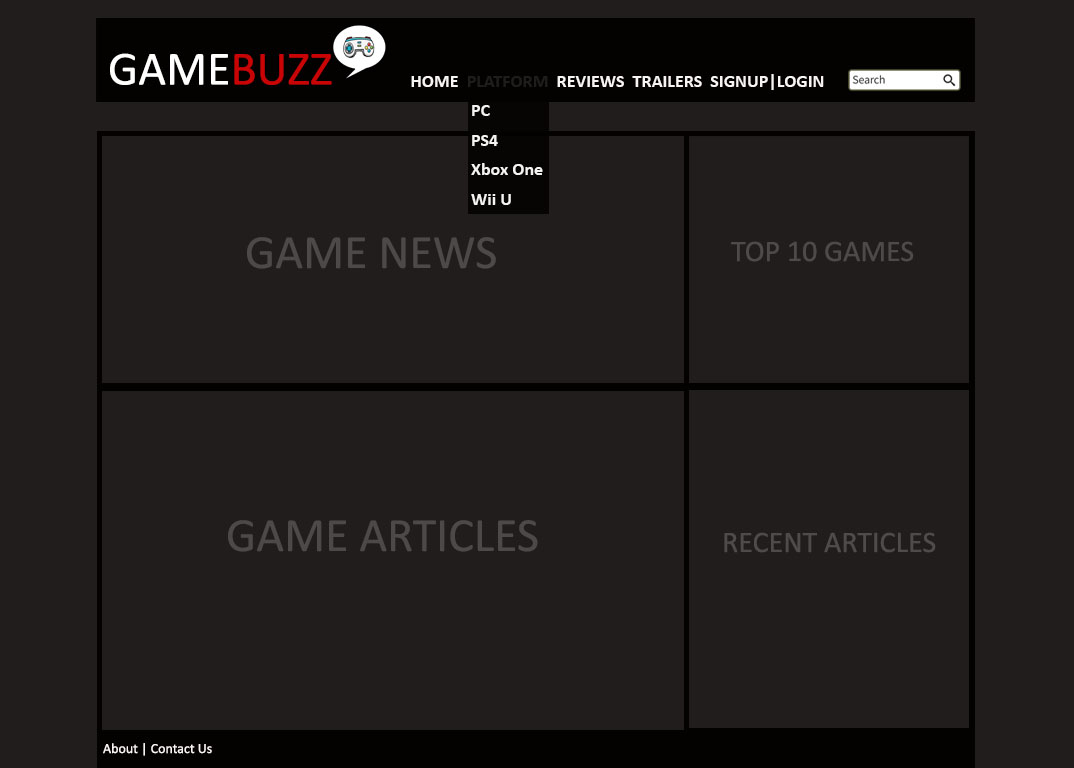 GAMEBUZZ
HOME PLATFORM REVIEWS TRAILERS SIGNUP|LOGIN Search
PC
PS4
Xbox One
Wii U
GAME NEWS
TOP 10 GAMES
GAME ARTICLES
RECENT ARTICLES
About | Contact Us